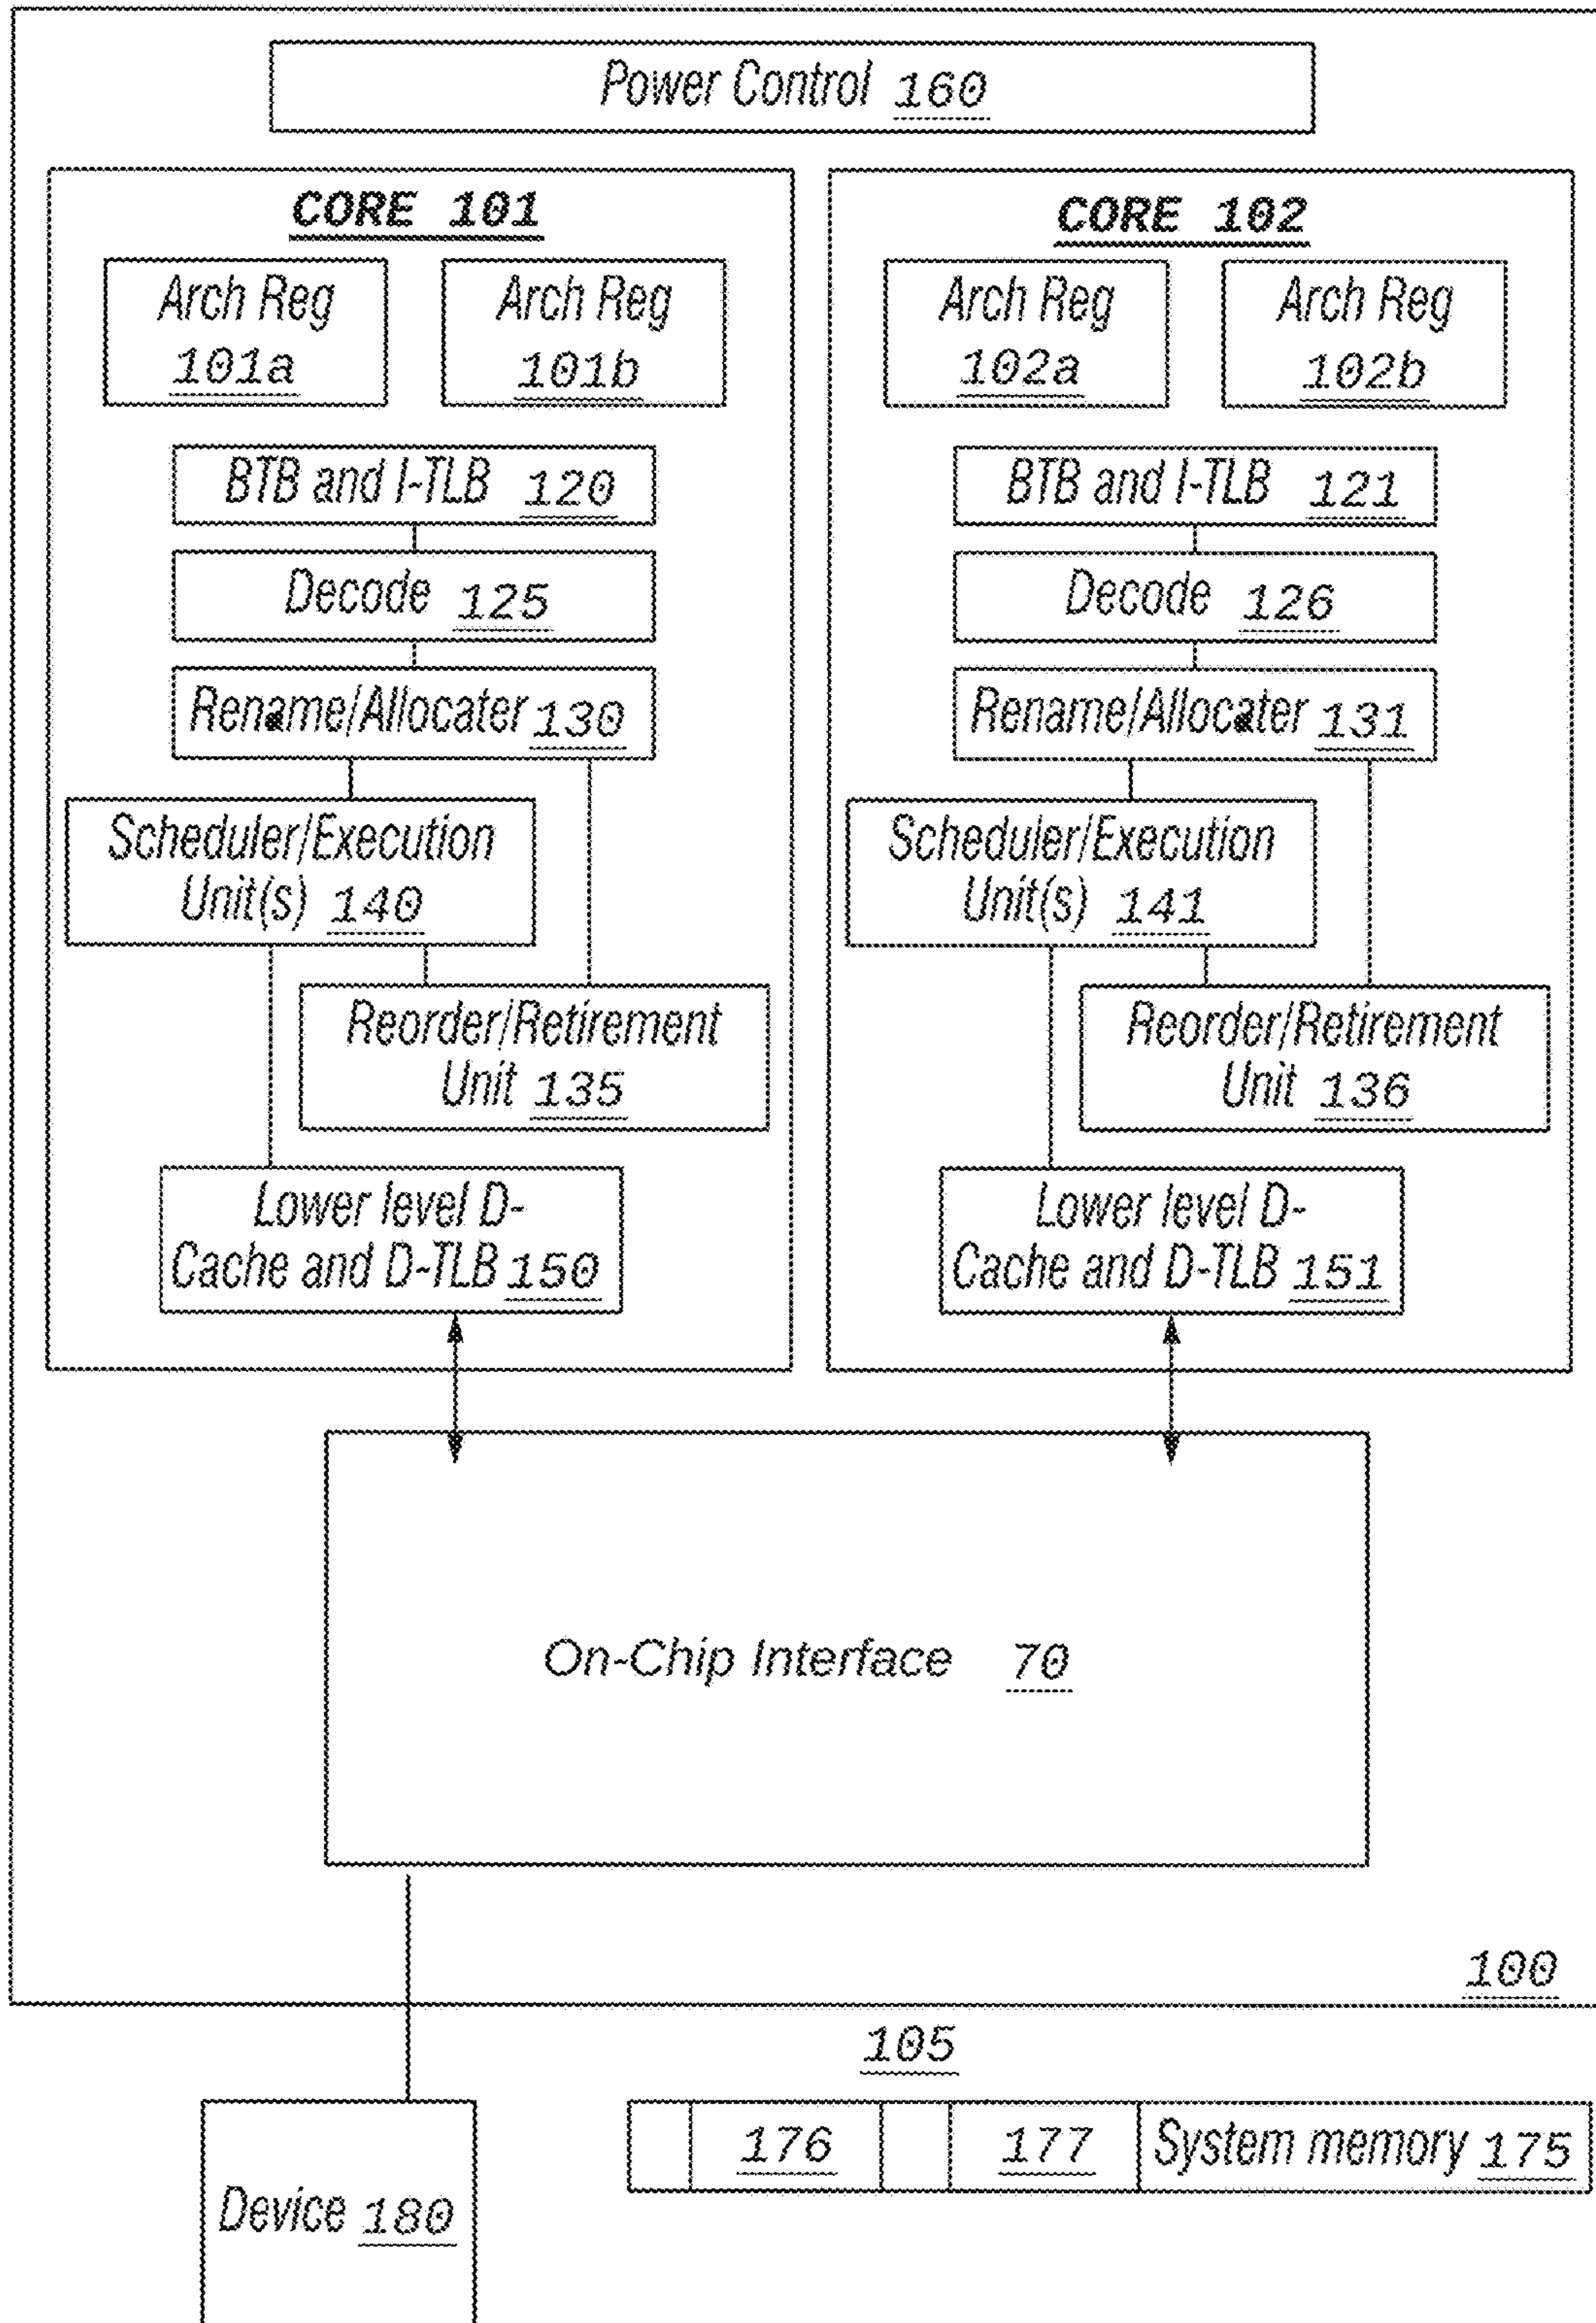 Power Control 160
CORE 101
Arch Reg
101a
Arch Reg
101b
BTB and I-TLB 120
Decode 125
Rename/Allocater 130
Scheduler/Execution
Unit(s) 140
Reorder/Retirement
Unit 135
Lower level D-
Cache and D-TLB 150
CORE 102
Arch Reg
102a
Arch Reg
102b
BTB and I-TLB 121
Decode 126
Rename/Allocater 131
Scheduler/Execution
Unit(s) 141
Reorder/Retirement
Unit 136
Lower level D-
Cache and D-TLB 151
On-Chip Interface 70
100
105
176
177
System memory 175
Device 180